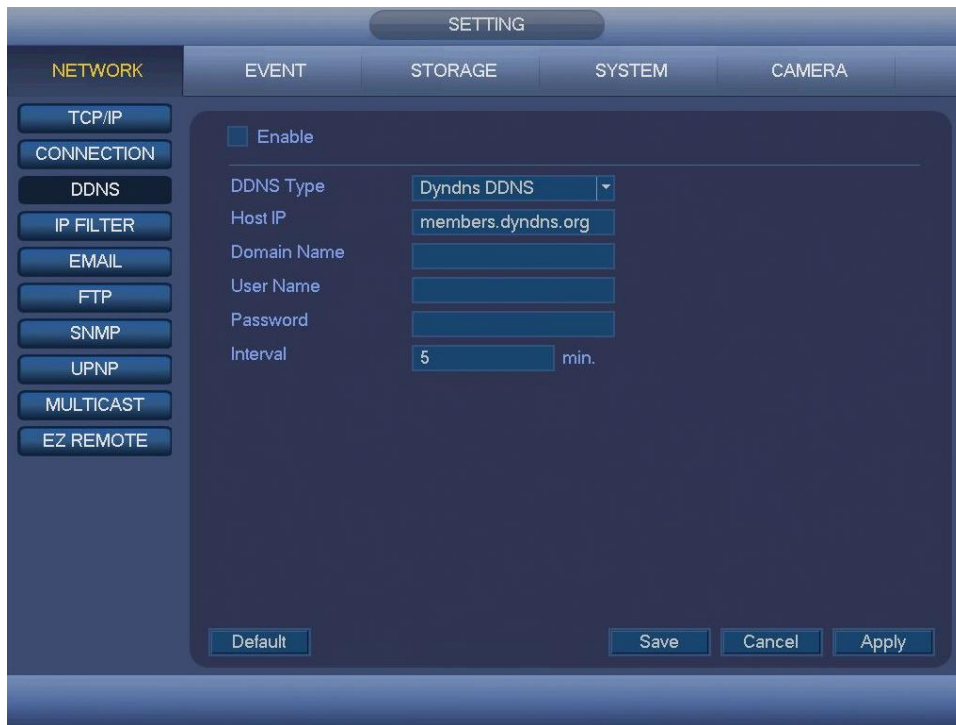 SETTING
NETWORK EVENT STORAGE SYSTEM CAMERA
TCP/IP
CONNECTION
DDNS
IP FILTER
EMAIL
FTP
SNMP
UPNP
MULTICAST
EZ REMOTE
Enable
DDNS Type Dyndns DDNS
Host IP members.dyndns.org
Domain Name
User Name
Password
Interval 5 min.
Default Save Cancel Apply